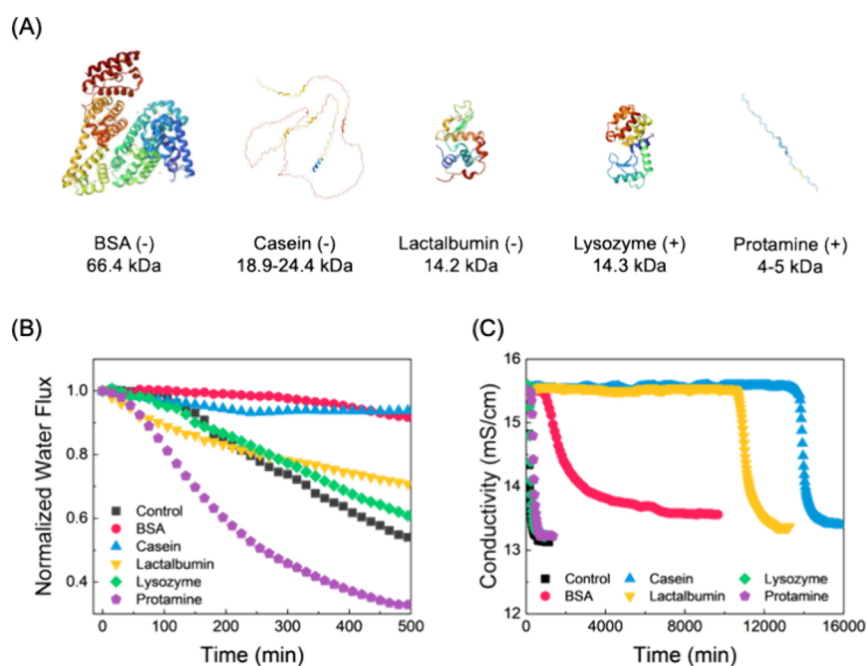 (A)
BSA (-) Casein (-) Lactalbumin (-) Lysozyme (+) Protamine (+)
66.4 kDa 18.9-24.4 kDa 14.2 kDa 14.3 kDa 4-5 kDa
(B)
Normalized Water Flux
1.0
0.8
0.6
0.4
Control
BSA
Casein
Lactalbumin
Lysozyme
Protamine
0 100 200 300 400 500
Time (min)
(C)
Conductivity (mS/cm)
16
15
14
13
12
Control Casein Lysozyme
BSA Lactalbumin Protamine
0 4000 8000 12000 16000
Time (min)